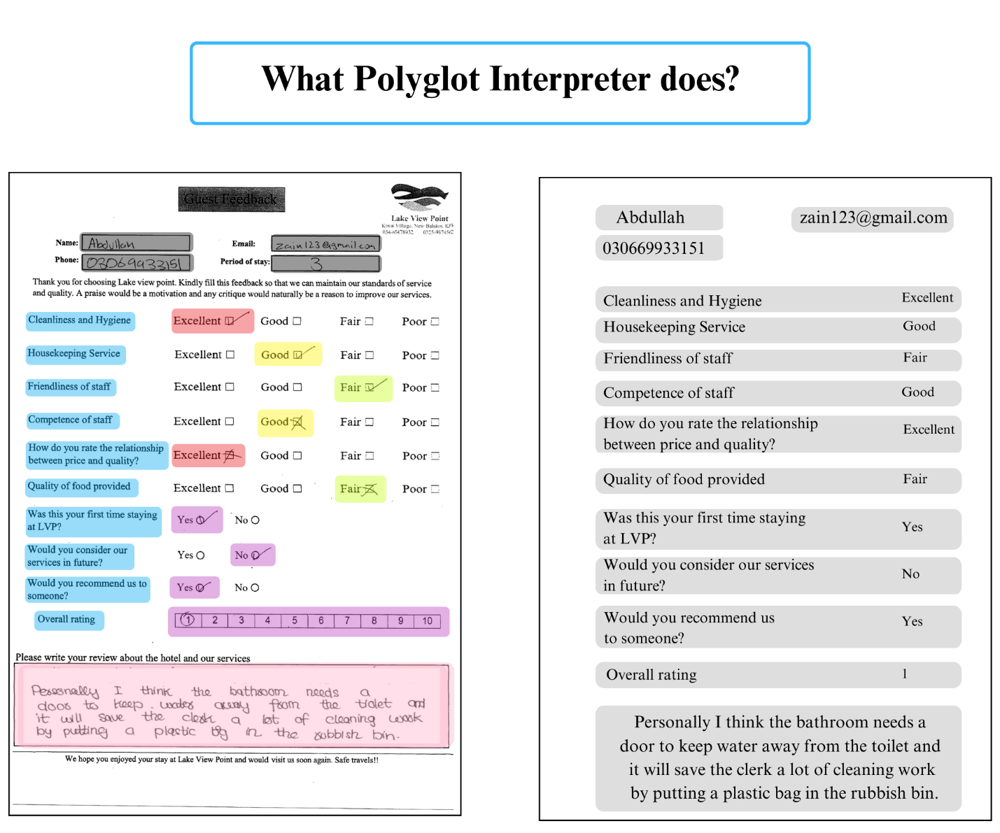 What Polyglot Interpreter does?
Guest Feedback
Lake View Point
Kiwai Village, New Balakot, KPK
054-65478932 0325-9874562
Name: Abdullah
Email: zain123@gmail.com
Phone: 03069933151
Period of stay: 3
Thank you for choosing Lake view point. Kindly fill this feedback so that we can maintain our standards of service
and quality. A praise would be a motivation and any critique would naturally be a reason to improve our services.
Cleanliness and Hygiene Excellent Good Fair Poor
Housekeeping Service Excellent Good Fair Poor
Friendliness of staff Excellent Good Fair Poor
Competence of staff Excellent Good Fair Poor
How do you rate the relationship
between price and quality? Excellent Good Fair Poor
Quality of food provided Excellent Good Fair Poor
Was this your first time staying
at LVP? Yes No
Would you consider our
services in future? Yes No
Would you recommend us to
someone? Yes No
Overall rating 1 2 3 4 5 6 7 8 9 10
Please write your review about the hotel and our services
Personally I think the bathroom needs a
door to keep water away from the toilet and
it will save the clerk a lot of cleaning work
by putting a plastic bag in the rubbish bin.
We hope you enjoyed your stay at Lake View Point and would visit us soon again. Safe travels!!
Abdullah
zain123@gmail.com
030669933151
Cleanliness and Hygiene Excellent
Housekeeping Service Good
Friendliness of staff Fair
Competence of staff Good
How do you rate the relationship
between price and quality? Excellent
Quality of food provided Fair
Was this your first time staying
at LVP? Yes
Would you consider our services
in future? No
Would you recommend us
to someone? Yes
Overall rating 1
Personally I think the bathroom needs a
door to keep water away from the toilet and
it will save the clerk a lot of cleaning work
by putting a plastic bag in the rubbish bin.